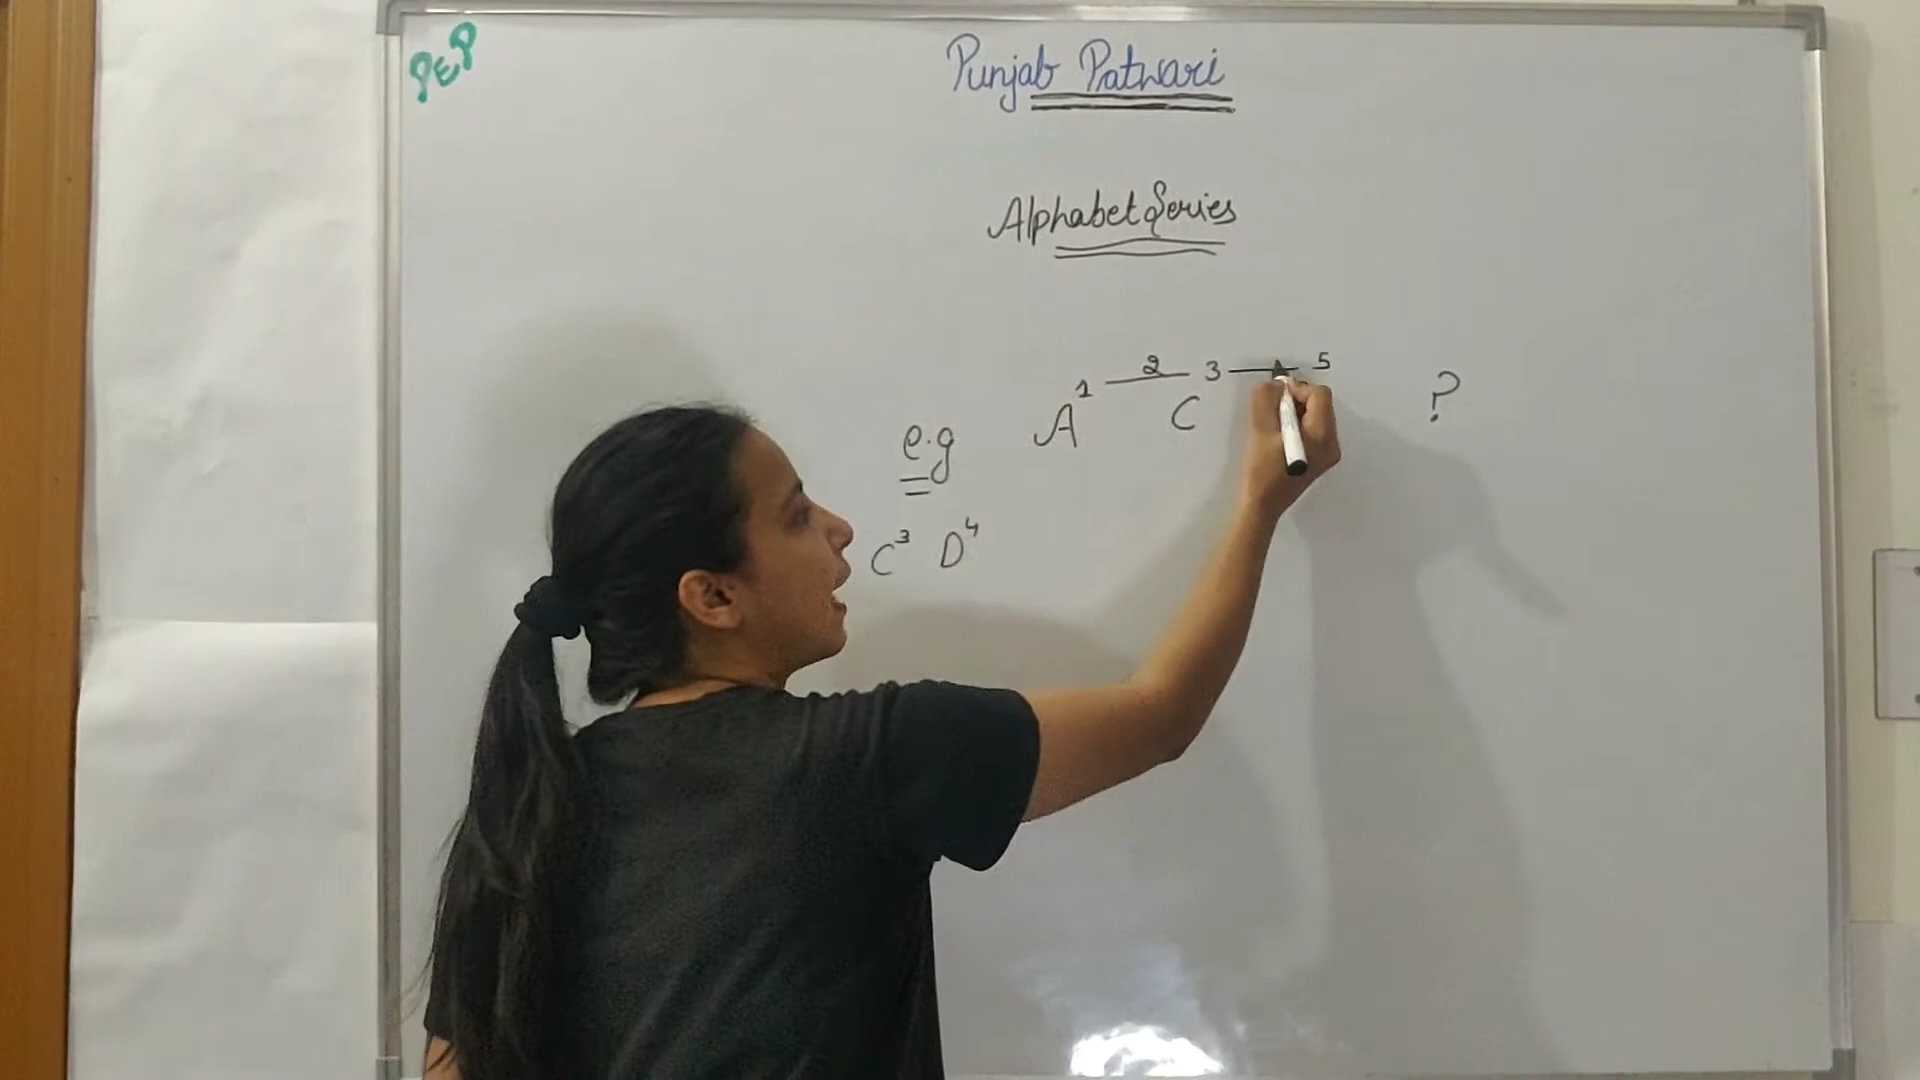 PEP
Punjab Patwari
Alphabet Series
2
1 3 5
e.g A C ?
C³ D⁴